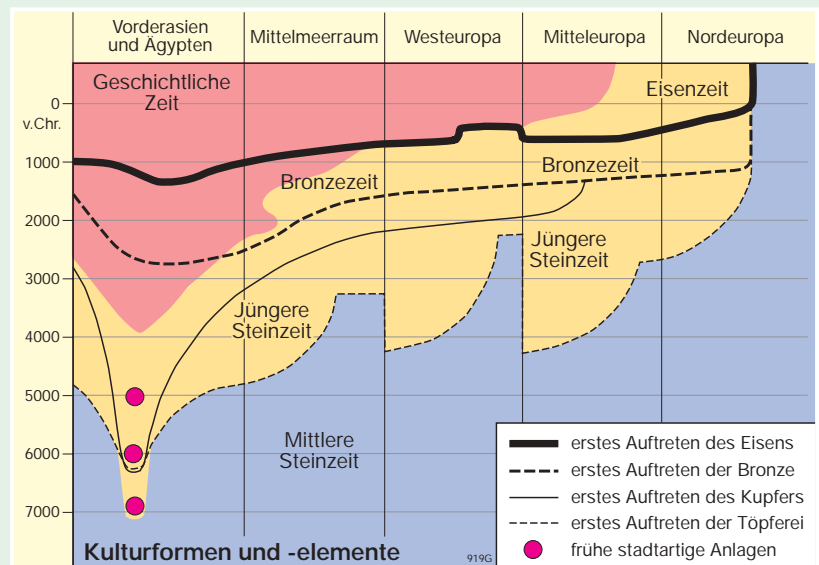 Vorderasien
und Ägypten
Mittelmeerraum
Westeuropa
Mitteleuropa
Nordeuropa
Geschichtliche
Zeit
Eisenzeit
0
v.Chr.
1000
2000
3000
4000
5000
6000
7000
Bronzezeit
Bronzezeit
Jüngere
Steinzeit
Jüngere
Steinzeit
Mittlere
Steinzeit
erstes Auftreten des Eisens
erstes Auftreten der Bronze
erstes Auftreten des Kupfers
erstes Auftreten der Töpferei
frühe stadtartige Anlagen
Kulturformen und -elemente
919G